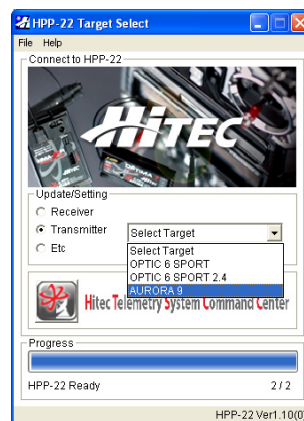 HPP-22 Target Select
File Help
Connect to HPP-22
HiTEC
Update/Setting
Receiver
Transmitter
Select Target
Etc
Select Target
OPTIC 6 SPORT
OPTIC 6 SPORT 2.4
AURORA 9
Hitec Telemetry System Command Center
Progress
HPP-22 Ready 2 / 2
HPP-22 Ver1.10(0)